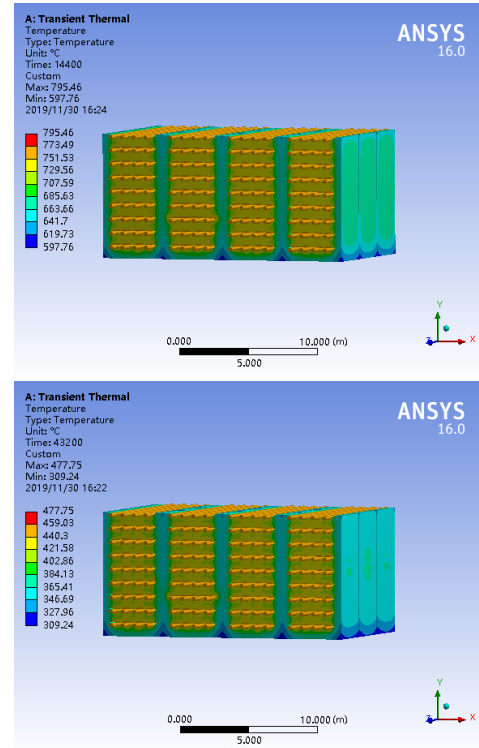 A: Transient Thermal
Temperature
Type: Temperature
Unit: °C
Time: 14400
Custom
Max: 795.46
Min: 597.76
2019/11/30 16:24
ANSYS
16.0
795.46
773.49
751.53
729.56
707.59
685.63
663.66
641.7
619.73
597.76
0.000
10.000 (m)
5.000
Y
Z
X
A: Transient Thermal
Temperature
Type: Temperature
Unit: °C
Time: 43200
Custom
Max: 477.75
Min: 309.24
2019/11/30 16:22
ANSYS
16.0
477.75
459.03
440.3
421.58
402.86
384.13
365.41
346.69
327.96
309.24
0.000
10.000 (m)
5.000
Y
Z
X